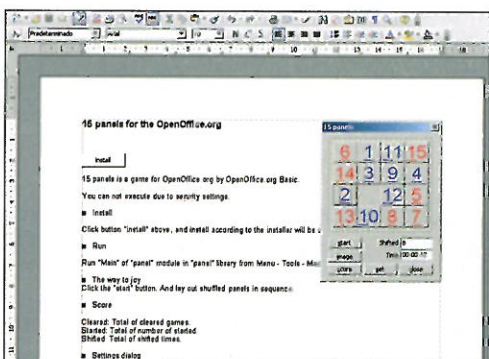 Predeterminado
Arial
10
N C S
15 panels for the OpenOffice.org
Install
15 panels is a game for OpenOffice org by OpenOffice org Basic.
You can not execute due to security settings.
■ Install
Click button "install" above, and install according to the installer will be
■ Run
Run "Main" of "panel" module in "panel" library from Menu - Tools -
■ The way to joy
Click the "start" button. And lay out shuffled panels in sequence.
■ Score
Cleared: Total of cleared games.
Started: Total of number of started
Shifted: Total of shifted times.
■ Settings dialog
15 panels
6 1 11 15
14 3 9 4
2 12 5
13 10 8 7
start Shifted
image Time
score set close